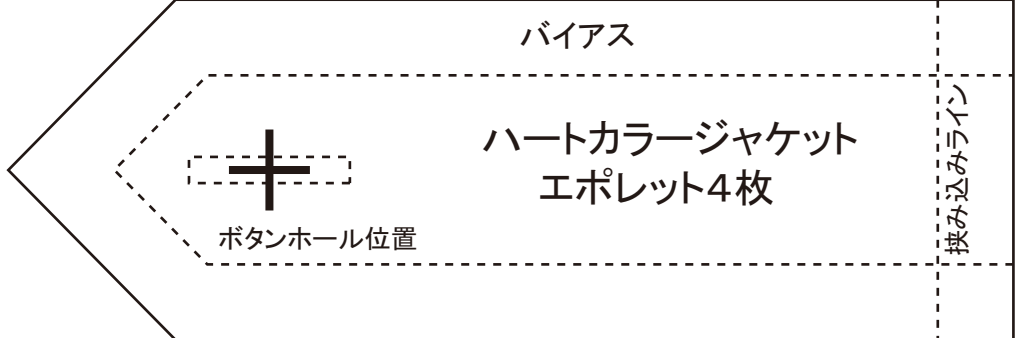 バイアス
ハートカラージャケット
エポレット４枚
ボタンホール位置
挟み込みライン